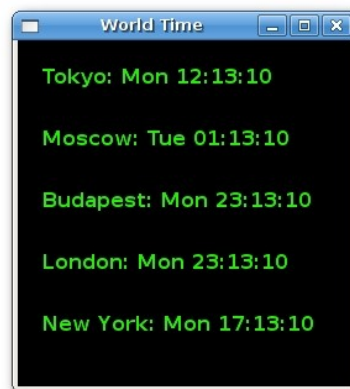 World Time
Tokyo: Mon 12:13:10
Moscow: Tue 01:13:10
Budapest: Mon 23:13:10
London: Mon 23:13:10
New York: Mon 17:13:10